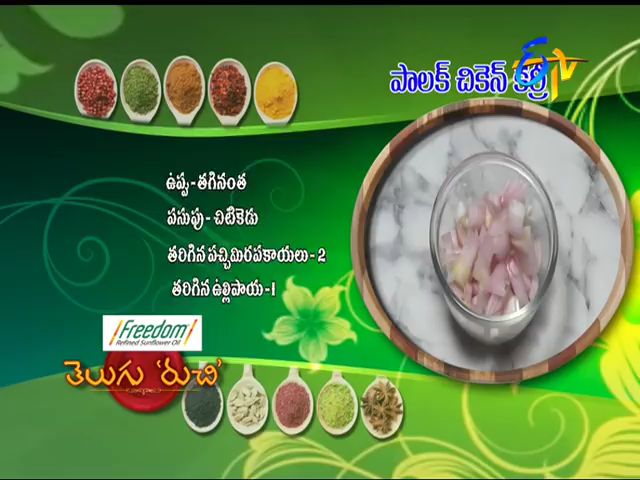 పాలక్ చికెన్ కర్రీ
ఉప్పు - తగినంత
పసుపు - చిటికెడు
తరిగిన పచ్చిమిరపకాయలు - 2
తరిగిన ఉల్లిపాయ - 1
Freedom
Refined Sunflower Oil
తెలుగు 'రుచి'